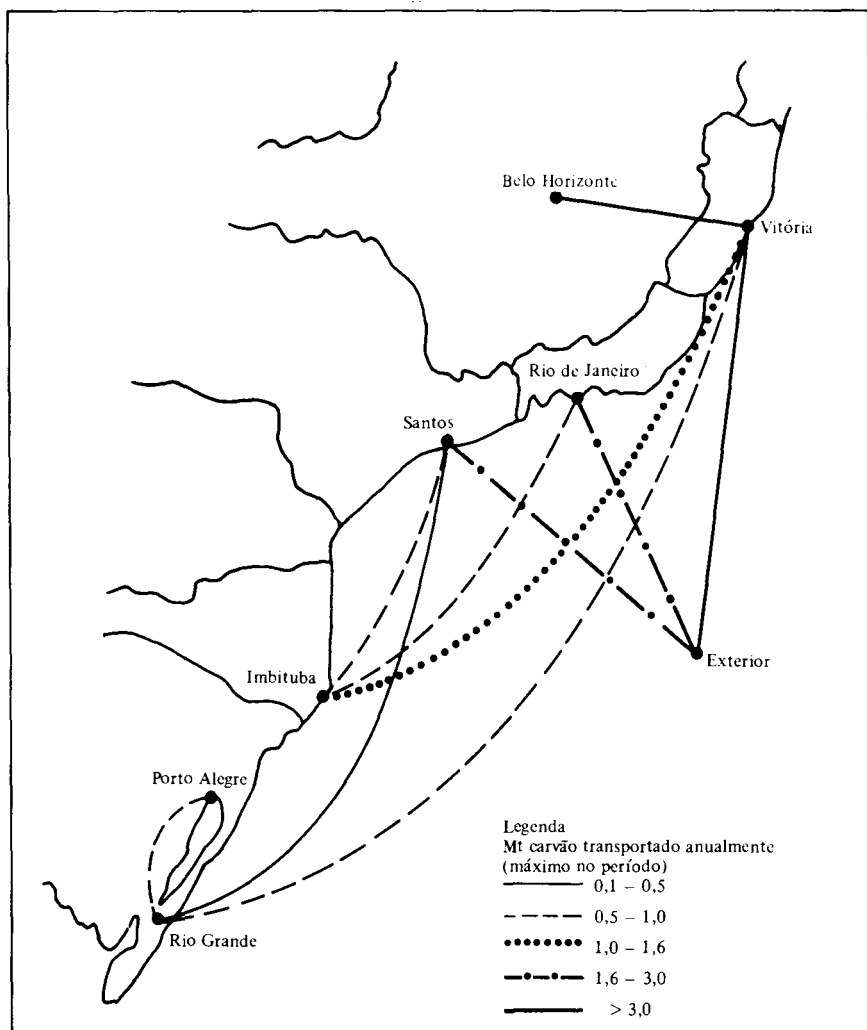 Belo Horizonte
Vitória
Rio de Janeiro
Santos
Exterior
Imbituba
Porto Alegre
Rio Grande
Legenda
Mt carvão transportado anualmente
(máximo no período)
0,1 – 0,5
0,5 – 1,0
1,0 – 1,6
1,6 – 3,0
> 3,0